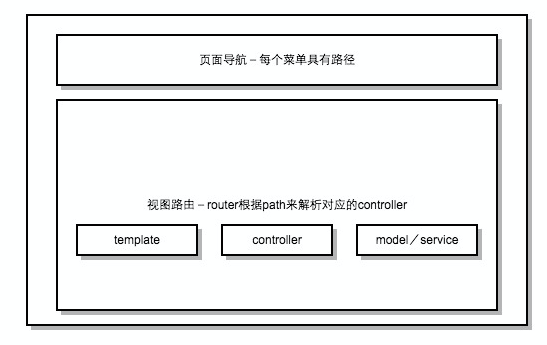 页面导航 – 每个菜单具有路径
视图路由 – router根据path来解析对应的controller
template
controller
model／service